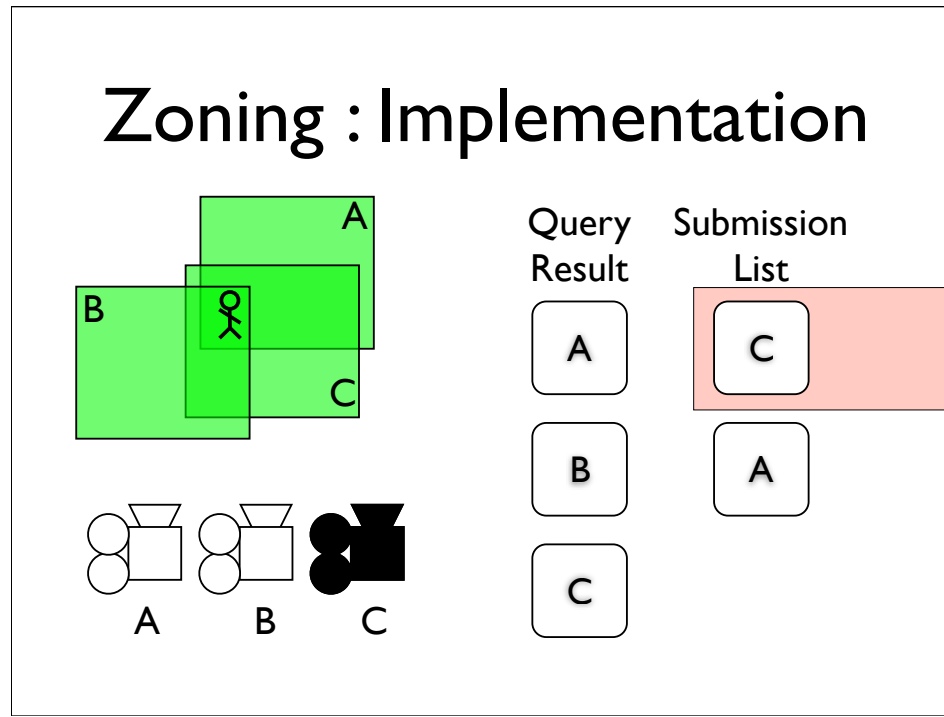 Zoning : Implementation
A
B
C
A
B
C
Query
Result
A
B
C
Submission
List
C
A